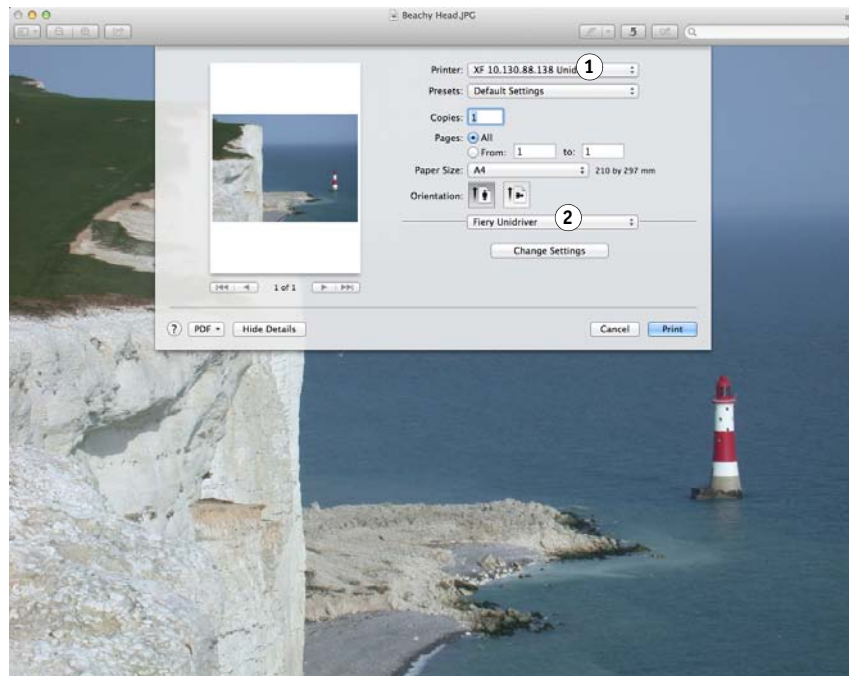 Beachy Head.JPG
Printer: XF 10.130.88.138 Unid 1
Presets: Default Settings
Copies: 1
Pages: All
From: 1 to: 1
Paper Size: A4 210 by 297 mm
Orientation:
Fiery Unidriver 2
Change Settings
1 of 1
? PDF Hide Details Cancel Print